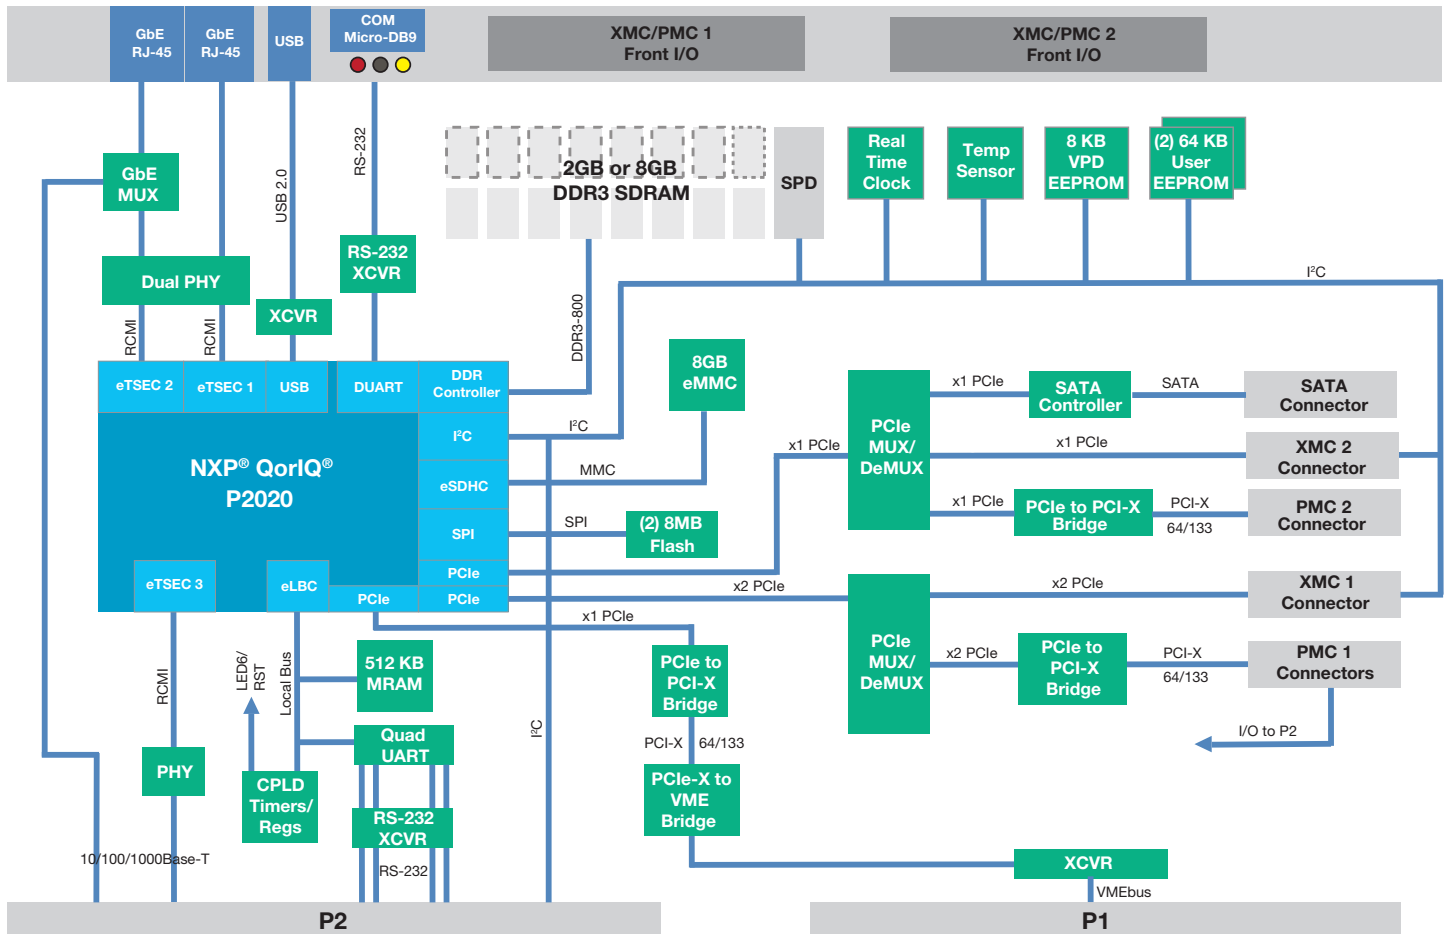 GbE
RJ-45
GbE
RJ-45
USB
COM
Micro-DB9
XMC/PMC 1
Front I/O
XMC/PMC 2
Front I/O
GbE
MUX
USB 2.0
RS-232
2GB or 8GB
DDR3 SDRAM
SPD
Real
Time
Clock
Temp
Sensor
8 KB
VPD
EEPROM
(2) 64 KB
User
EEPROM
Dual PHY
RS-232
XCVR
XCVR
I²C
RCMI
RCMI
DDR3-800
8GB
eMMC
eTSEC 2
eTSEC 1
USB
DUART
DDR
Controller
I²C
eSDHC
SPI
PCIe
PCIe
PCIe
eTSEC 3
eLBC
NXP® QorIQ®
P2020
I²C
MMC
SPI
(2) 8MB
Flash
x1 PCIe
x2 PCIe
x1 PCIe
PCIe
MUX/
DeMUX
x1 PCIe
SATA
Controller
SATA
SATA
Connector
x1 PCIe
XMC 2
Connector
x1 PCIe
PCIe to PCI-X
Bridge
PCI-X
64/133
PMC 2
Connector
PCIe
MUX/
DeMUX
x2 PCIe
XMC 1
Connector
x2 PCIe
PCIe to
PCI-X
Bridge
PCI-X
64/133
PMC 1
Connectors
I/O to P2
RCMI
LED6/
RST
Local Bus
512 KB
MRAM
Quad
UART
PHY
CPLD
Timers/
Regs
RS-232
XCVR
RS-232
I²C
PCIe to
PCI-X
Bridge
PCI-X
64/133
PCIe-X to
VME
Bridge
XCVR
VMEbus
10/100/1000Base-T
P2
P1